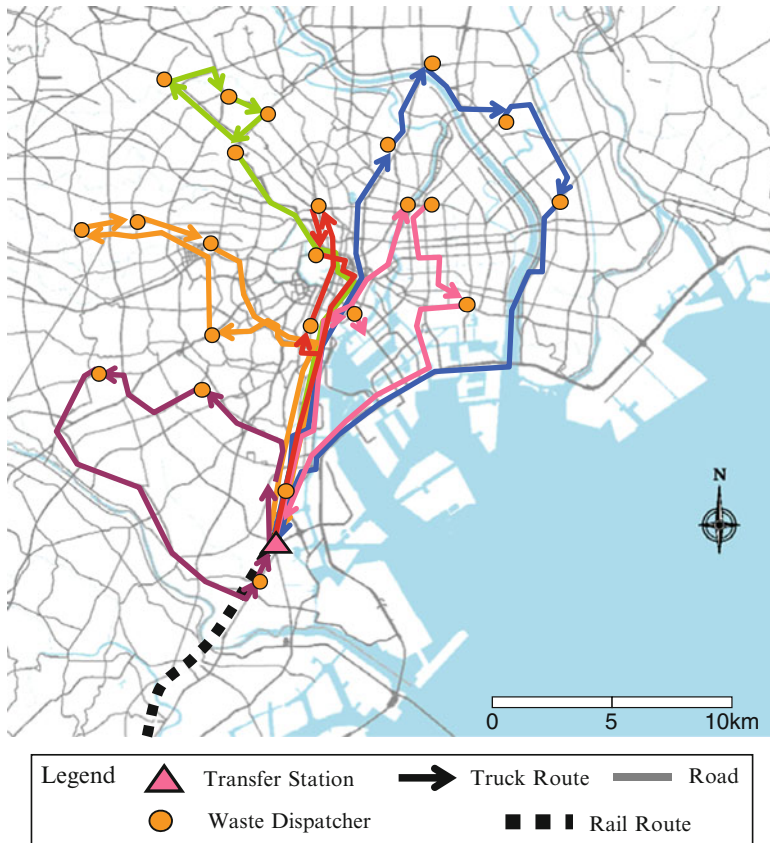 N
0 5 10km
Legend Transfer Station Truck Route Road
Waste Dispatcher Rail Route